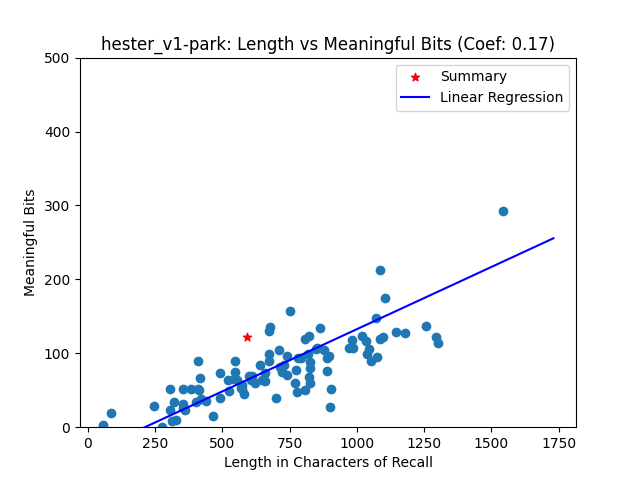 hester_v1-park: Length vs Meaningful Bits (Coef: 0.17)
500
400
300
200
100
0
Meaningful Bits
Summary
Linear Regression
0 250 500 750 1000 1250 1500 1750
Length in Characters of Recall